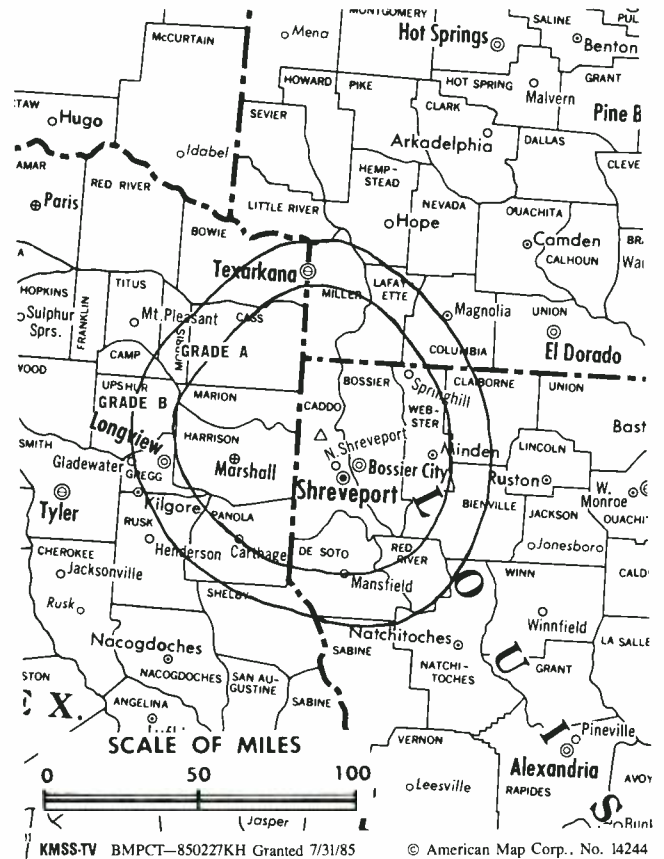 MONTGOMERY
SALINE
PUL
Mena
Hot Springs
Benton
McCURTAIN
HOWARD
PIKE
HOT SPRING
GRANT
Malvern
CLARK
Pine B
TAW
Hugo
SEVIER
Arkadelphia
DALLAS
Idabel
CLEVE
AMAR
RED RIVER
HEMP-
STEAD
Paris
LITTLE RIVER
NEVADA
OUACHITA
BOWIE
Hope
Camden
CALHOUN
BR
A
Texarkana
TITUS
MILLER
LAFAY
ETTE
HOPKINS
FRANKLIN
Mt. Pleasant
CASS
Magnolia
UNION
Sulphur
Sprs.
MORRIS
El Dorado
CAMP
GRADE A
COLUMBIA
WOOD
UPSHUR
BOSSIER
Springhill
CLAIBORNE
UNION
GRADE B
MARION
CADDO
WEB-
STER
Bast
Longview
SMITH
HARRISON
N. Shreveport
Minden
LINCOLN
Gladewater
GREGG
Marshall
Bossier City
Ruston
W.
Monroe
Tyler
Kilgore
Shreveport
L
BIENVILLE
JACKSON
OUACHI
RUSK
PANOLA
CHEROKEE
Henderson
Carthage
DE SOTO
RED
RIVER
Jonesboro
Jacksonville
Mansfield
O
WINN
CALD
Rusk
SHELBY
Winnfield
Nacogdoches
Natchitoches
U
LA SALLE
SABINE
NATCHI-
TOCHES
GRANT
STON
NACOGDOCHES
SAN AU-
GUSTINE
E X.
ANGELINA
SABINE
I
Pineville
SCALE OF MILES
VERNON
Alexandria
0 50 100
Leesville
RAPIDES
AVOY
S
Jasper
KMSS-TV BMPCT—850227KH Granted 7/31/85 © American Map Corp., No. 14244